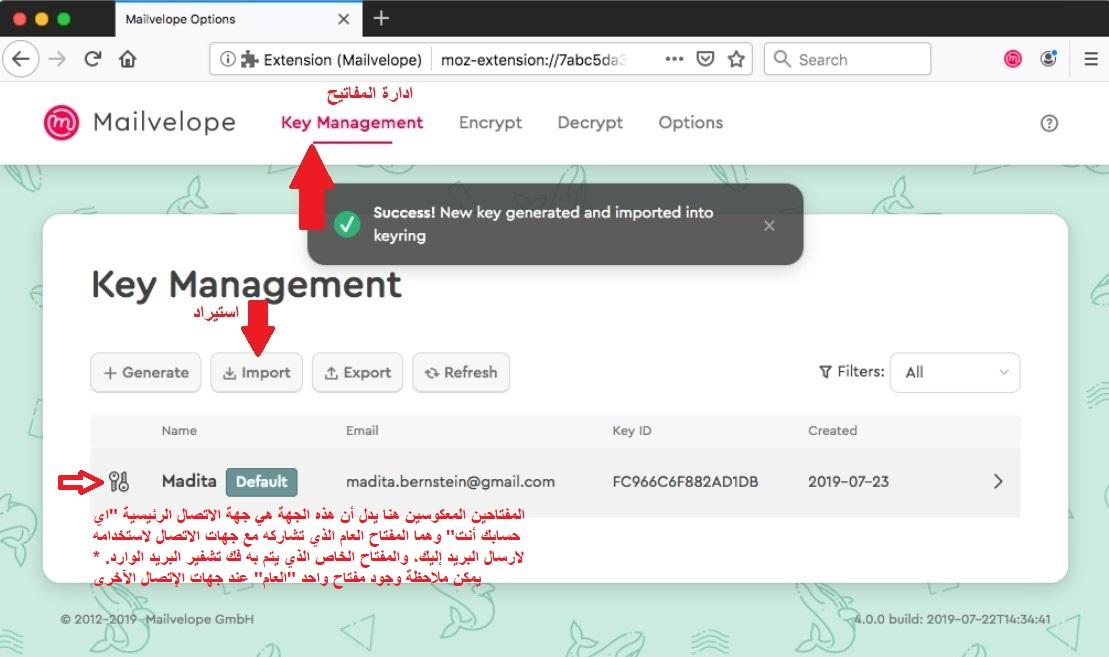 Mailvelope Options
Extension (Mailvelope) moz-extension://7abc5da3 Search
ادارة المفاتيح
Mailvelope Key Management Encrypt Decrypt Options
Success! New key generated and imported into
keyring
Key Management
استيراد
Generate Import Export Refresh Filters: All
Name Email Key ID Created
Madita Default madita.bernstein@gmail.com FC966C6F882AD1DB 2019-07-23
المفتاحين المعكوسين هنا يدل أن هذه الجهة هي جهة الاتصال الرئيسية "اي
حسابك أنت" وهما المفتاح العام الذي تشاركه مع جهات الاتصال لاستخدامه
لارسال البريد إليك، والمفتاح الخاص الذي يتم به فك تشفير البريد الوارد. *
يمكن ملاحظة وجود مفتاح واحد "العام" عند جهات الإتصال الآخرى
© 2012-2019 Mailvelope GmbH 4.0.0 build: 2019-07-22T14:34:41